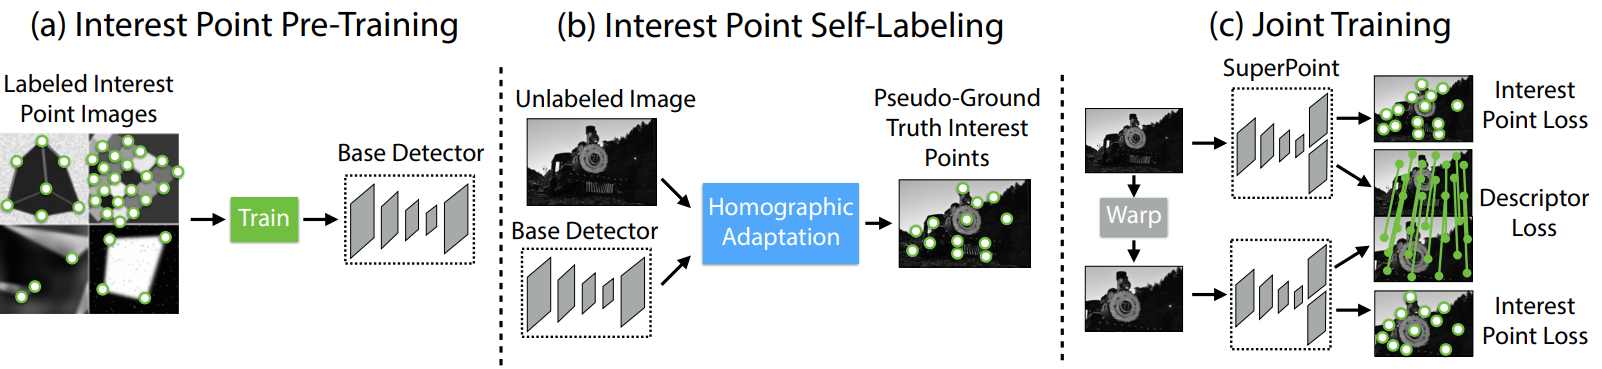 (a) Interest Point Pre-Training
Labeled Interest
Point Images
Train
Base Detector
(b) Interest Point Self-Labeling
Unlabeled Image
Base Detector
Homographic
Adaptation
Pseudo-Ground
Truth Interest
Points
(c) Joint Training
SuperPoint
Warp
Interest
Point Loss
Descriptor
Loss
Interest
Point Loss